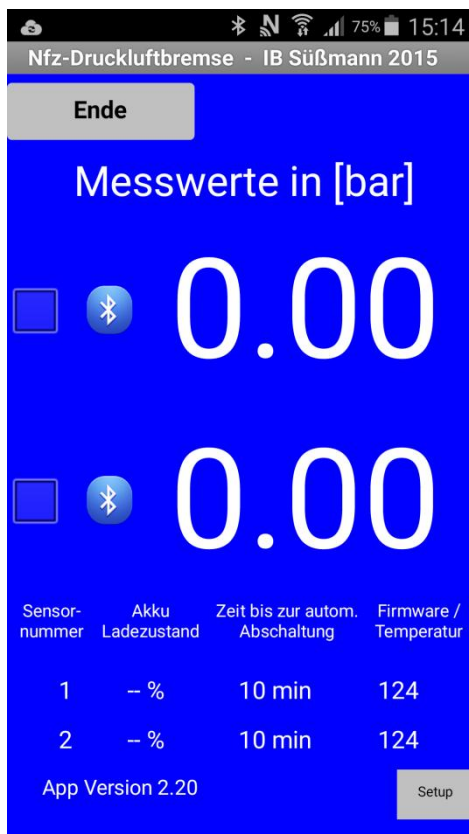 75% 15:14
Nfz-Druckluftbremse - IB Süßmann 2015
Ende
Messwerte in [bar]
0.00
0.00
Sensor- Akku Zeit bis zur autom. Firmware /
nummer Ladezustand Abschaltung Temperatur
1 -- % 10 min 124
2 -- % 10 min 124
App Version 2.20
Setup